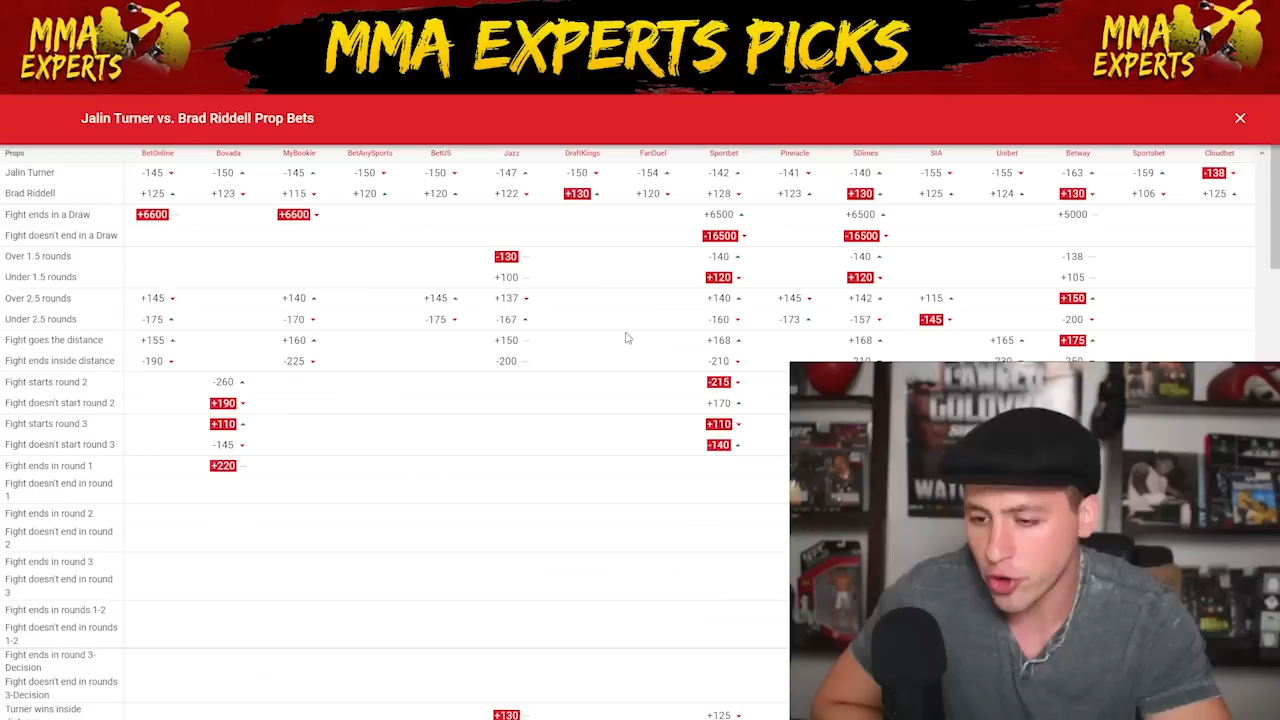 MMA EXPERTS
MMA EXPERTS PICKS
MMA EXPERTS
Jalin Turner vs. Brad Riddell Prop Bets ×
Props BetOnline Bovada MyBookie BetAnySports BetUS Jazz DraftKings FanDuel Sportbet Pinnacle 5Dimes SIA Unibet Betway Sportsbet Cloudbet
Jalin Turner -145 -150 -145 -150 -150 -147 -150 -154 -142 -141 -140 -155 -155 -163 -159 -138
Brad Riddell +125 +123 +115 +120 +120 +122 +130 +120 +128 +123 +130 +125 +124 +130 +106 +125
Fight ends in a Draw +6600 +6600 +6500 +6500 +5000
Fight doesn't end in a Draw -16500 -16500
Over 1.5 rounds -130 -140 -140 -138
Under 1.5 rounds +100 +120 +120 +105
Over 2.5 rounds +145 +140 +145 +137 +140 +145 +142 +115 +150
Under 2.5 rounds -175 -170 -175 -167 -160 -173 -157 -145 -200
Fight goes the distance +155 +160 +150 +168 +168 +165 +175
Fight ends inside distance -190 -225 -200 -210
Fight starts round 2 -260 -215
Fight doesn't start round 2 +190 +170
Fight starts round 3 +110 +110
Fight doesn't start round 3 -145 -140
Fight ends in round 1 +220
Fight doesn't end in round
1
Fight ends in round 2
Fight doesn't end in round
2
Fight ends in round 3
Fight doesn't end in round
3
Fight ends in rounds 1-2
Fight doesn't end in rounds
1-2
Fight ends in round 3-
Decision
Fight doesn't end in rounds
3-Decision
Turner wins inside +130 +125